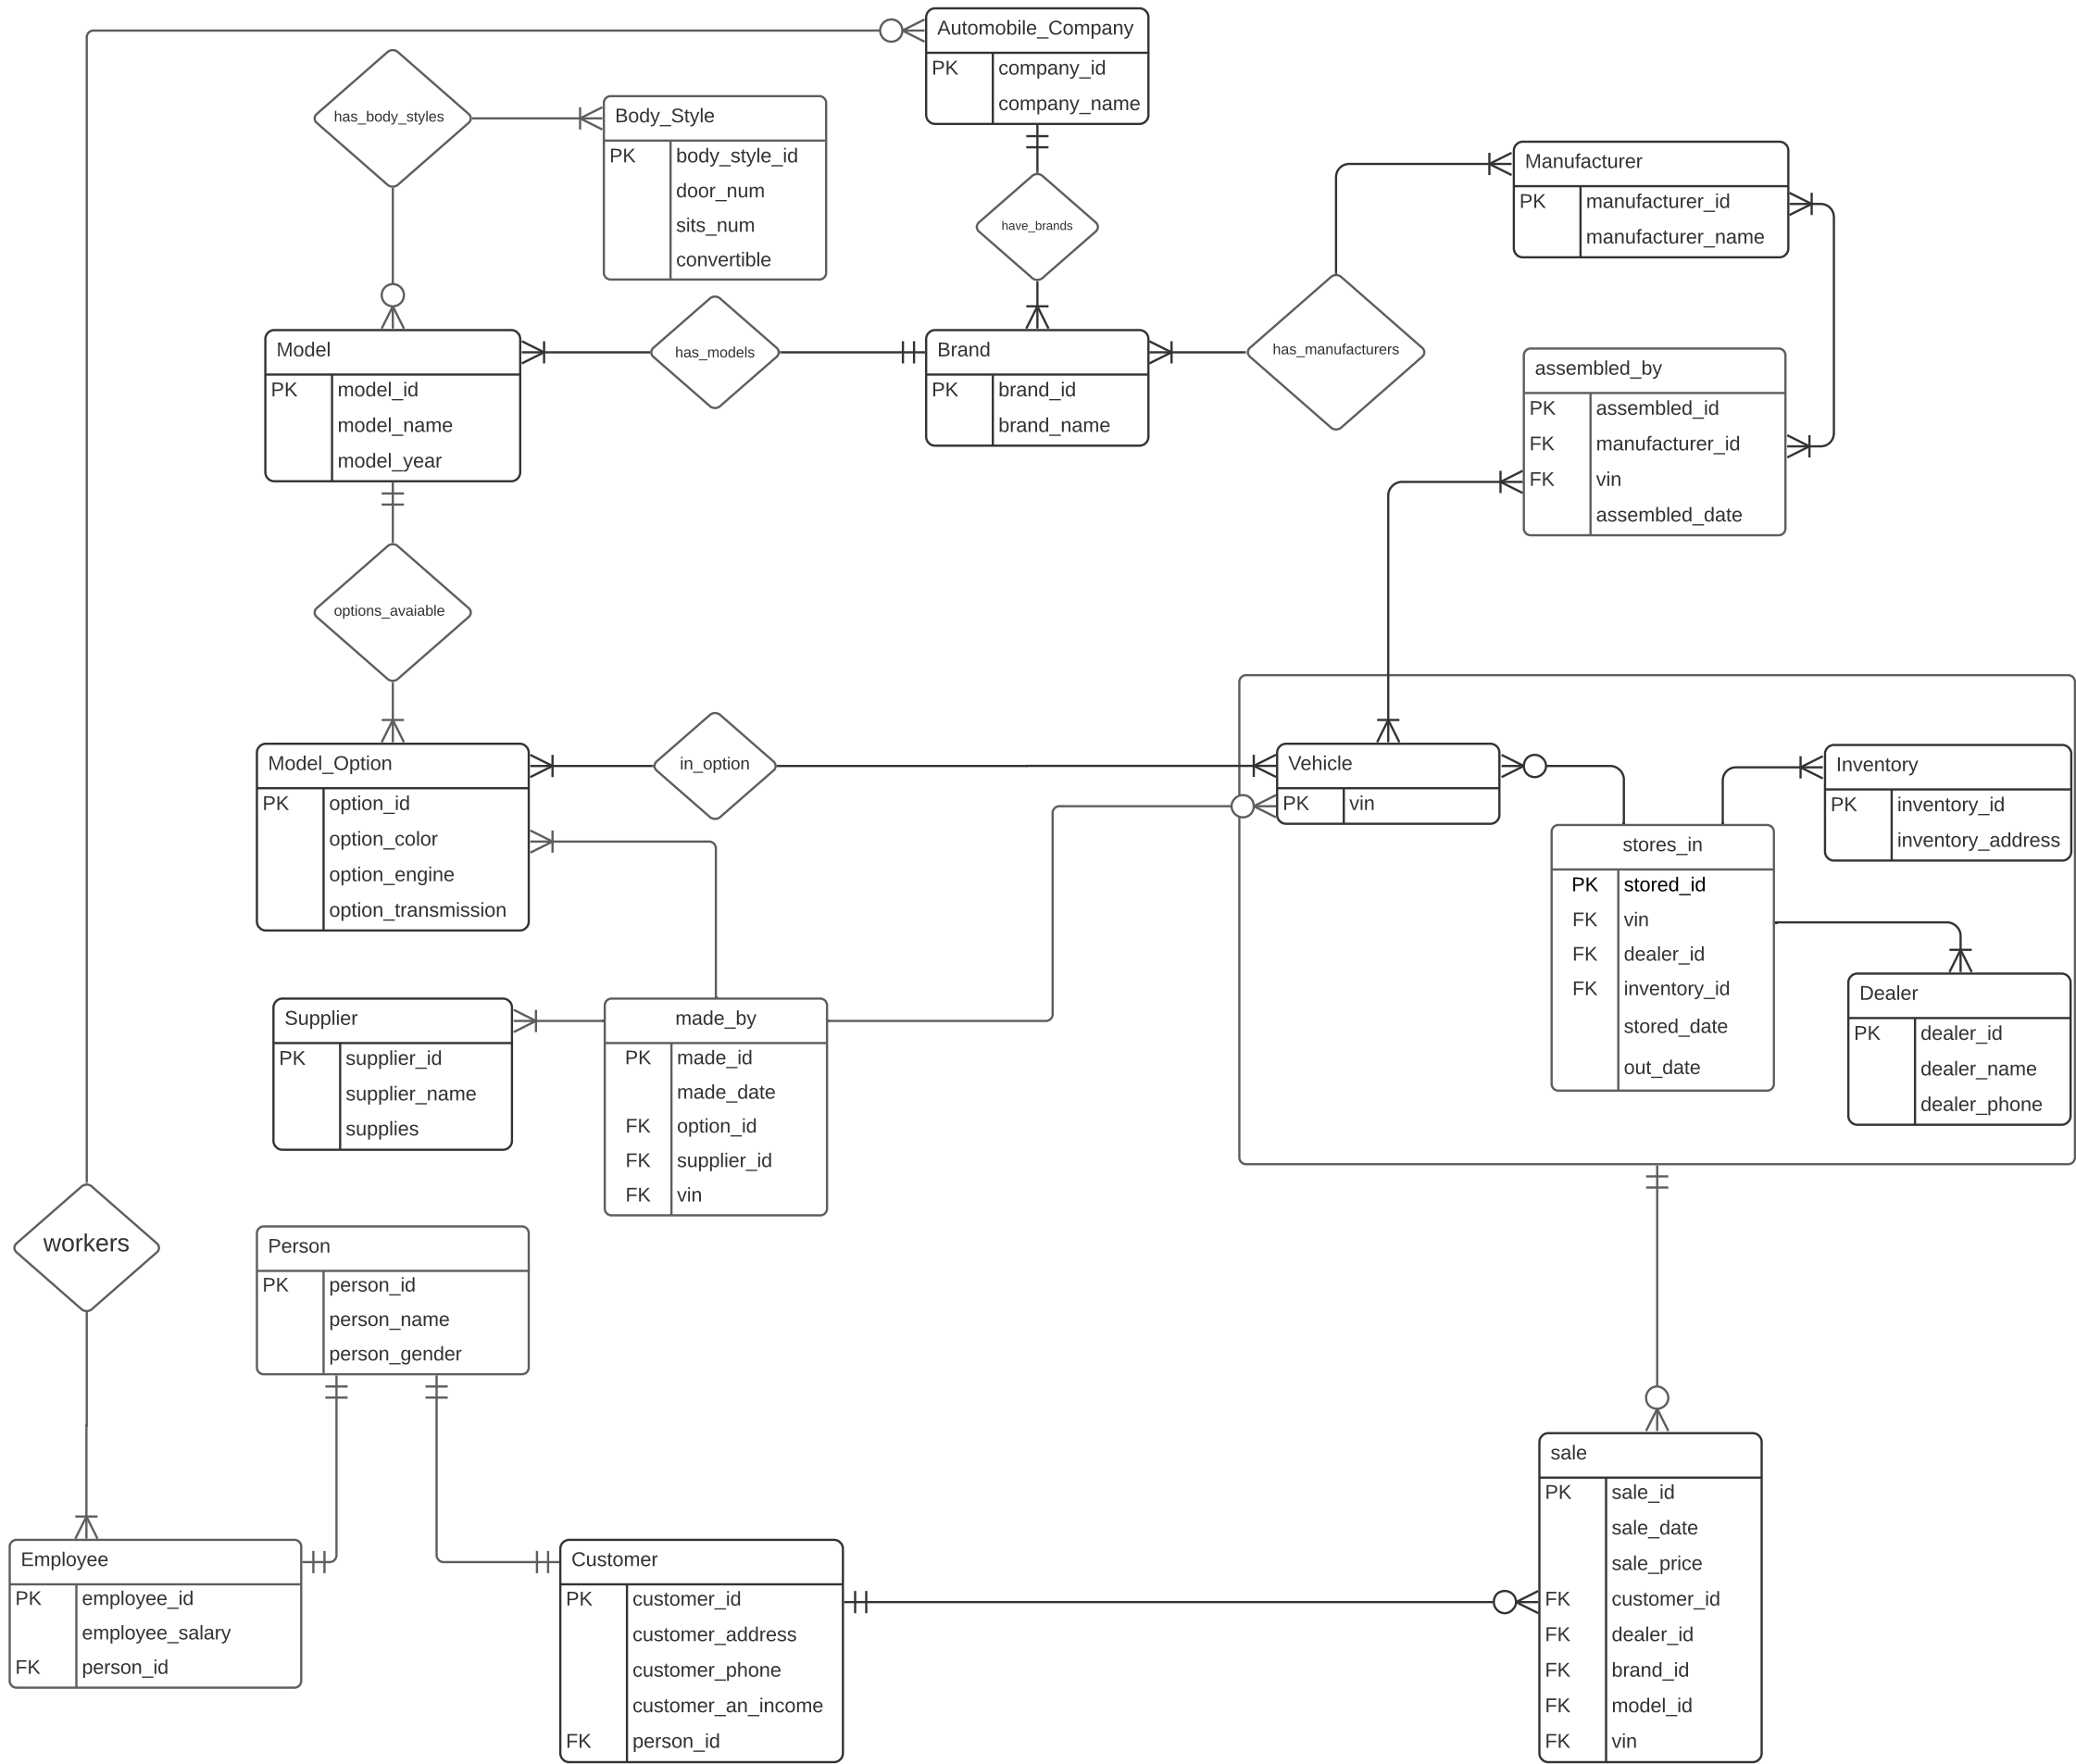 Automobile_Company
PK company_id
company_name
has_body_styles
Body_Style
PK body_style_id
door_num
sits_num
convertible
have_brands
Manufacturer
PK manufacturer_id
manufacturer_name
Model
PK model_id
model_name
model_year
has_models
Brand
PK brand_id
brand_name
has_manufacturers
assembled_by
PK assembled_id
FK manufacturer_id
FK vin
assembled_date
options_avaiable
Model_Option
PK option_id
option_color
option_engine
option_transmission
in_option
Vehicle
PK vin
Inventory
PK inventory_id
inventory_address
stores_in
PK stored_id
FK vin
FK dealer_id
FK inventory_id
stored_date
out_date
Dealer
PK dealer_id
dealer_name
dealer_phone
Supplier
PK supplier_id
supplier_name
supplies
made_by
PK made_id
made_date
FK option_id
FK supplier_id
FK vin
workers
Person
PK person_id
person_name
person_gender
Employee
PK employee_id
employee_salary
FK person_id
Customer
PK customer_id
customer_address
customer_phone
customer_an_income
FK person_id
sale
PK sale_id
sale_date
sale_price
FK customer_id
FK dealer_id
FK brand_id
FK model_id
FK vin